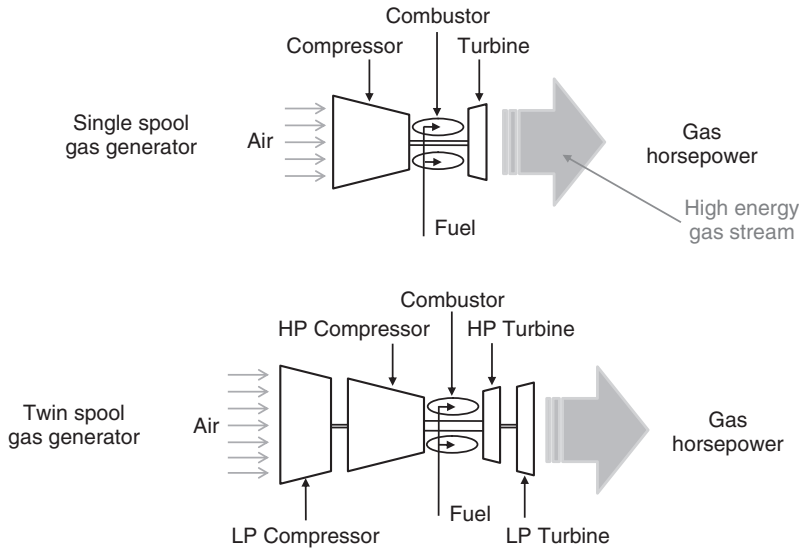 Combustor
Compressor
Turbine
Single spool
gas generator
Air
Gas
horsepower
High energy
gas stream
Fuel
Combustor
HP Compressor
HP Turbine
Twin spool
gas generator
Air
Gas
horsepower
Fuel
LP Compressor
LP Turbine